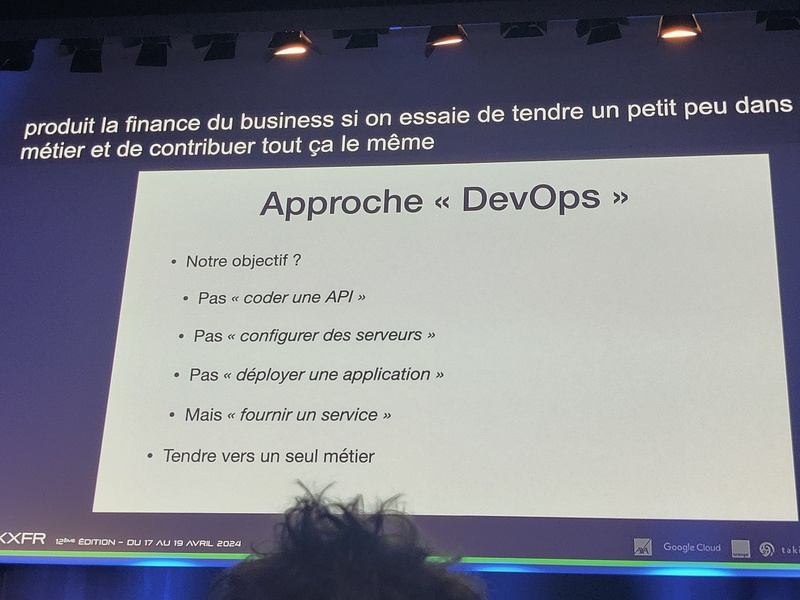 produit la finance du business si on essaie de tendre un petit peu dans
métier et de contribuer tout ça le même
Approche « DevOps »
• Notre objectif ?
• Pas « coder une API »
• Pas « configurer des serveurs »
• Pas « déployer une application »
• Mais « fournir un service »
• Tendre vers un seul métier
XXFR 12ÈME ÉDITION - DU 17 AU 19 AVRIL 2024
AXA Google Cloud orange taki